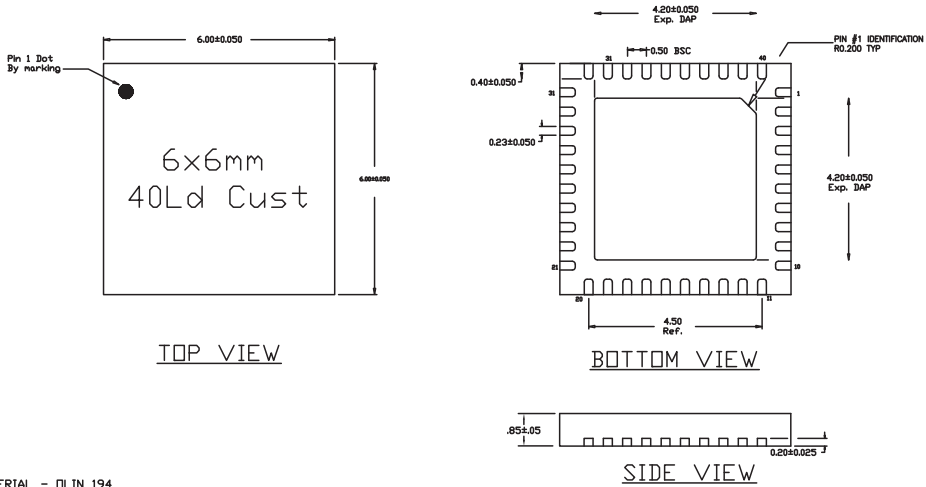 6.00±0.050
Pin 1 Dot
By marking
6x6mm
40Ld Cust
6.00±0.050
TOP VIEW
4.20±0.050
Exp. DAP
0.50 BSC
PIN #1 IDENTIFICATION
R0.200 TYP
31
40
0.40±0.050
31
1
0.23±0.050
4.20±0.050
Exp. DAP
21
10
20
11
4.50
Ref.
BOTTOM VIEW
.85±.05
0.20±0.025
SIDE VIEW
ERIAL - OLIN 194